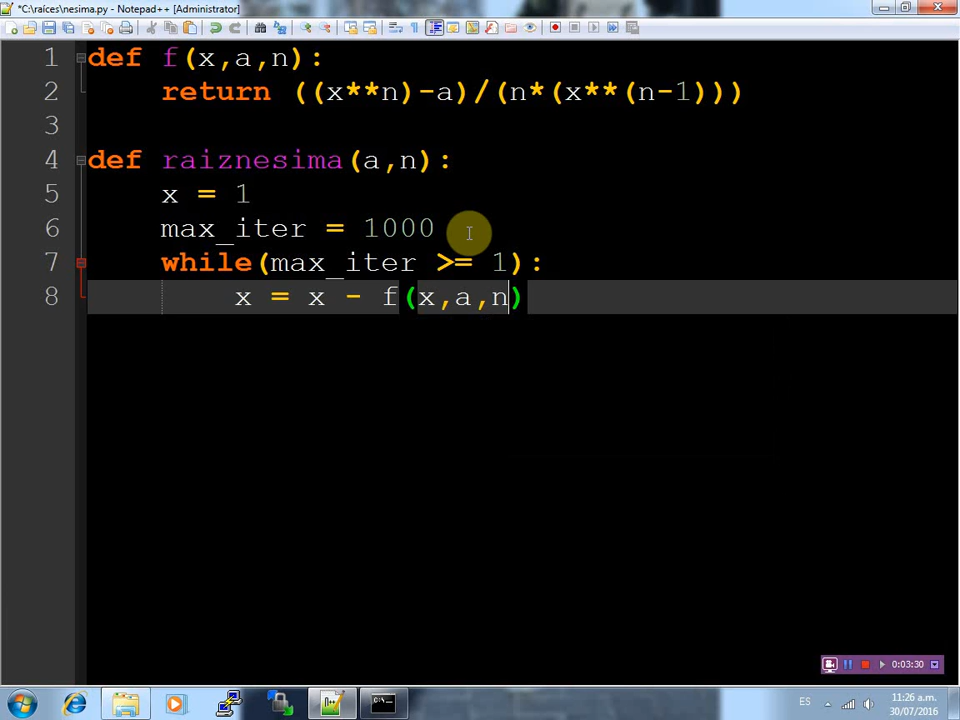 *C:\raíces\nesima.py - Notepad++ [Administrator]
1 def f(x,a,n):
2 return ((x**n)-a)/(n*(x**(n-1)))
3
4 def raiznesima(a,n):
5 x = 1
6 max_iter = 1000
7 while(max_iter >= 1):
8 x = x - f(x,a,n)
0:03:30
ES
11:26 a.m.
30/07/2016